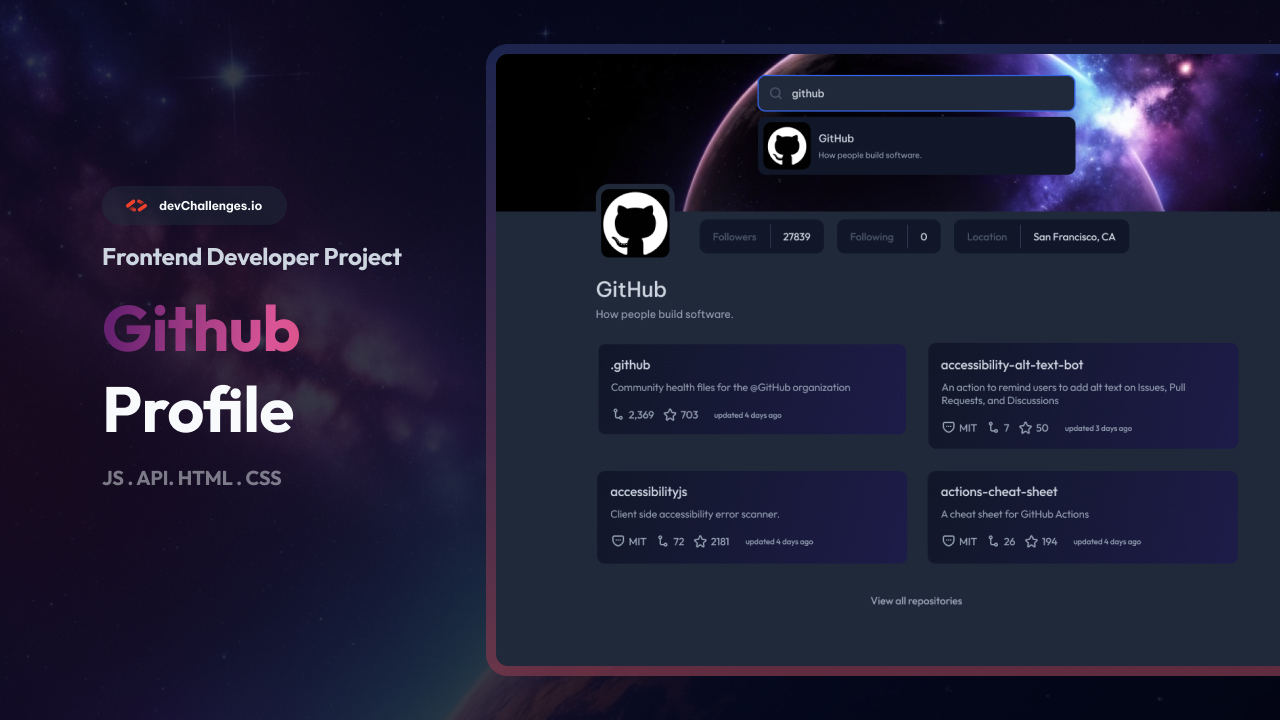 devChallenges.io
Frontend Developer Project
Github
Profile
JS . API. HTML . CSS
github
GitHub
How people build software.
Followers 27839
Following 0
Location San Francisco, CA
GitHub
How people build software.
.github
Community health files for the @GitHub organization
2,369 703 updated 4 days ago
accessibility-alt-text-bot
An action to remind users to add alt text on Issues, Pull
Requests, and Discussions
MIT 7 50 updated 3 days ago
accessibilityjs
Client side accessibility error scanner.
MIT 72 2181 updated 4 days ago
actions-cheat-sheet
A cheat sheet for GitHub Actions
MIT 26 194 updated 4 days ago
View all repositories